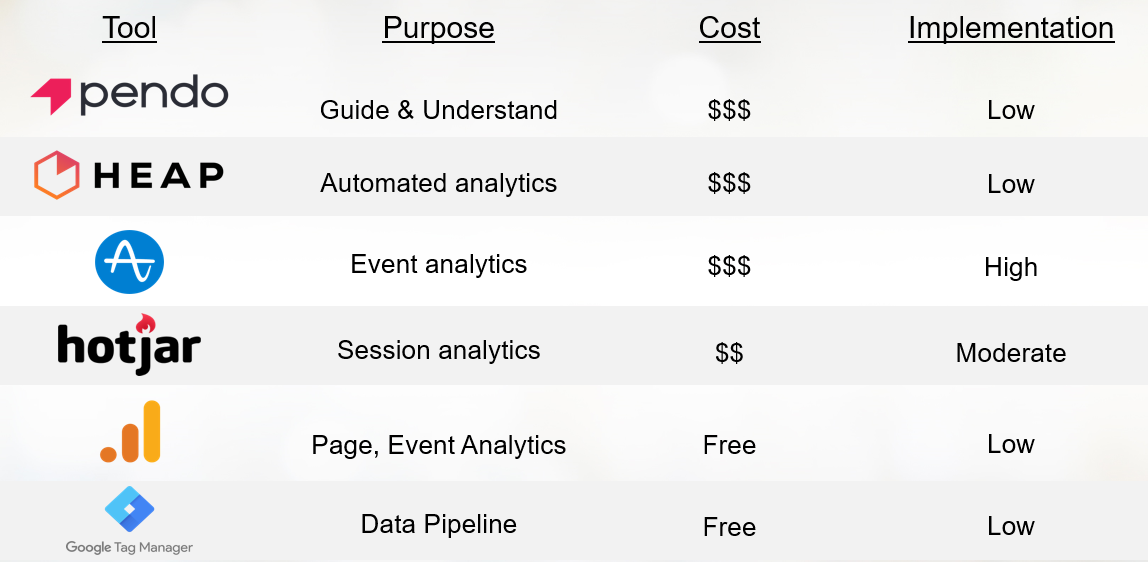 Tool Purpose Cost Implementation
pendo Guide & Understand $$$ Low
HEAP Automated analytics $$$ Low
Event analytics $$$ High
hotjar Session analytics $$ Moderate
Page, Event Analytics Free Low
Google Tag Manager Data Pipeline Free Low